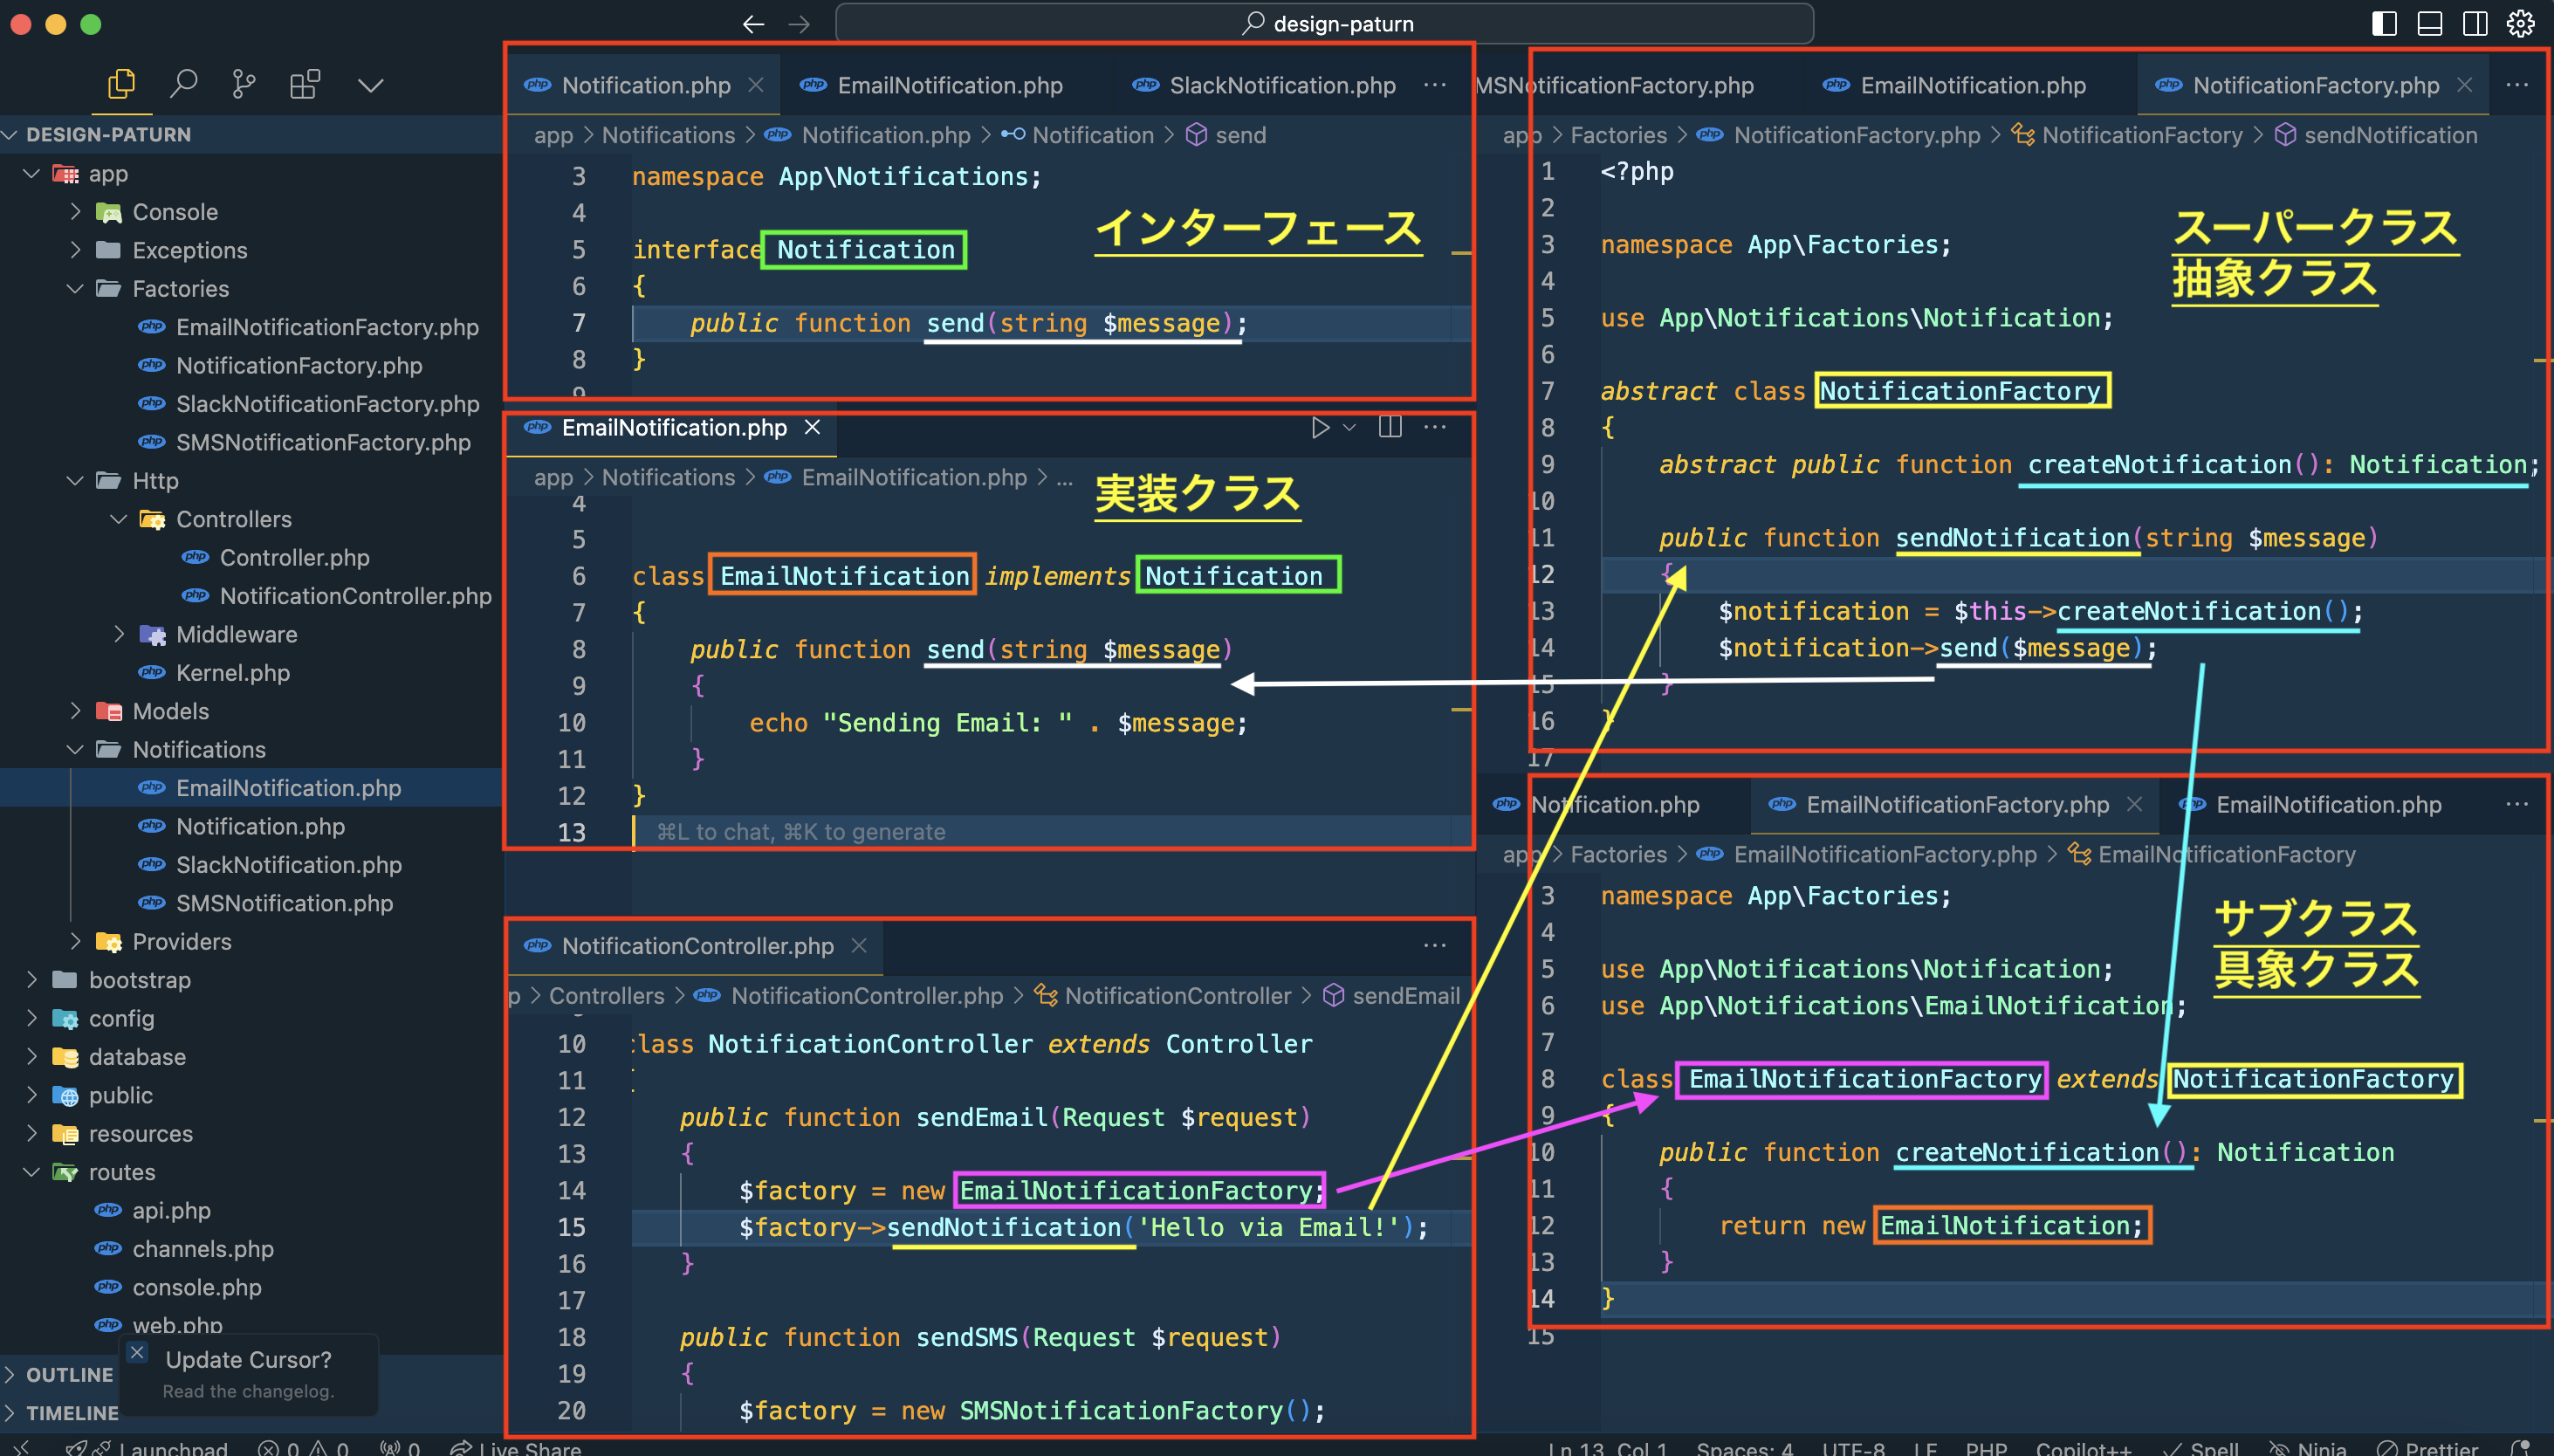 design-paturn
DESIGN-PATURN
app
Console
Exceptions
Factories
EmailNotificationFactory.php
NotificationFactory.php
SlackNotificationFactory.php
SMSNotificationFactory.php
Http
Controllers
Controller.php
NotificationController.php
Middleware
Kernel.php
Models
Notifications
EmailNotification.php
Notification.php
SlackNotification.php
SMSNotification.php
Providers
bootstrap
config
database
public
resources
routes
api.php
channels.php
console.php
web.php
Update Cursor?
Read the changelog.
OUTLINE
TIMELINE
Notification.php EmailNotification.php SlackNotification.php
app > Notifications > Notification.php > Notification > send
3 namespace App\Notifications;
4
インターフェース
5 interface Notification
6 {
7 public function send(string $message);
8 }
9
EmailNotification.php
app > Notifications > EmailNotification.php > ...
実装クラス
4
5
6 class EmailNotification implements Notification
7 {
8 public function send(string $message)
9 {
10 echo "Sending Email: " . $message;
11 }
12 }
13 ⌘L to chat, ⌘K to generate
NotificationController.php
p > Controllers > NotificationController.php > NotificationController > sendEmail
10 class NotificationController extends Controller
11 {
12 public function sendEmail(Request $request)
13 {
14 $factory = new EmailNotificationFactory;
15 $factory->sendNotification('Hello via Email!');
16 }
17
18 public function sendSMS(Request $request)
19 {
20 $factory = new SMSNotificationFactory();
MSNotificationFactory.php EmailNotification.php NotificationFactory.php
app > Factories > NotificationFactory.php > NotificationFactory > sendNotification
1 <?php
2
スーパークラス
3 namespace App\Factories;
抽象クラス
4
5 use App\Notifications\Notification;
6
7 abstract class NotificationFactory
8 {
9 abstract public function createNotification(): Notification;
10
11 public function sendNotification(string $message)
12 {
13 $notification = $this->createNotification();
14 $notification->send($message);
15 }
16 }
17
Notification.php EmailNotificationFactory.php EmailNotification.php
app > Factories > EmailNotificationFactory.php > EmailNotificationFactory
3 namespace App\Factories;
サブクラス
4
5 use App\Notifications\Notification;
具象クラス
6 use App\Notifications\EmailNotification;
7
8 class EmailNotificationFactory extends NotificationFactory
9 {
10 public function createNotification(): Notification
11 {
12 return new EmailNotification;
13 }
14 }
15
Launchpad 0 0 0 Live Share Ln 13, Col 1 Spaces: 4 UTF-8 LF PHP Copilot++ Spell Ninja Prettier